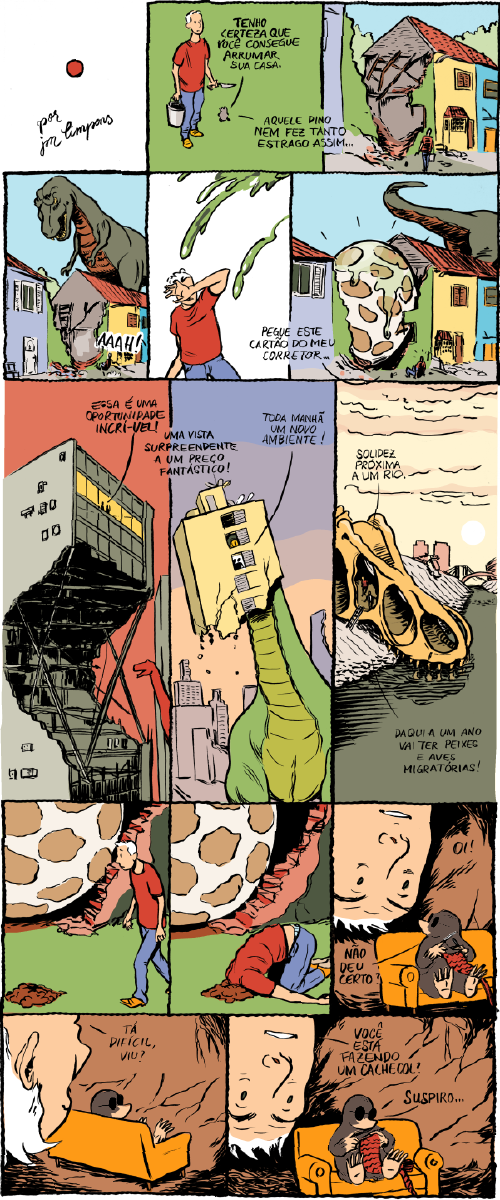 por
jm limpens
TENHO
CERTEZA QUE
VOCÊ CONSEGUE
ARRUMAR
SUA CASA.
AQUELE DINO
NEM FEZ TANTO
ESTRAGO ASSIM...
AAAH!
PEGUE ESTE
CARTÃO DO MEU
CORRETOR...
ESSA É UMA
OPORTUNIDADE
INCRÍ-VEL!
UMA VISTA
SURPREENDENTE
A UM PREÇO
FANTÁSTICO!
TODA MANHÃ
UM NOVO
AMBIENTE!
SOLIDEZ
PRÓXIMA
A UM RIO.
DAQUI A UM ANO
VAI TER PEIXES
E AVES
MIGRATÓRIAS!
OI!
NÃO
DEU
CERTO?
TÁ
DIFÍCIL,
VIU?
VOCÊ
ESTÁ
FAZENDO
UM CACHECOL?
SUSPIRO...